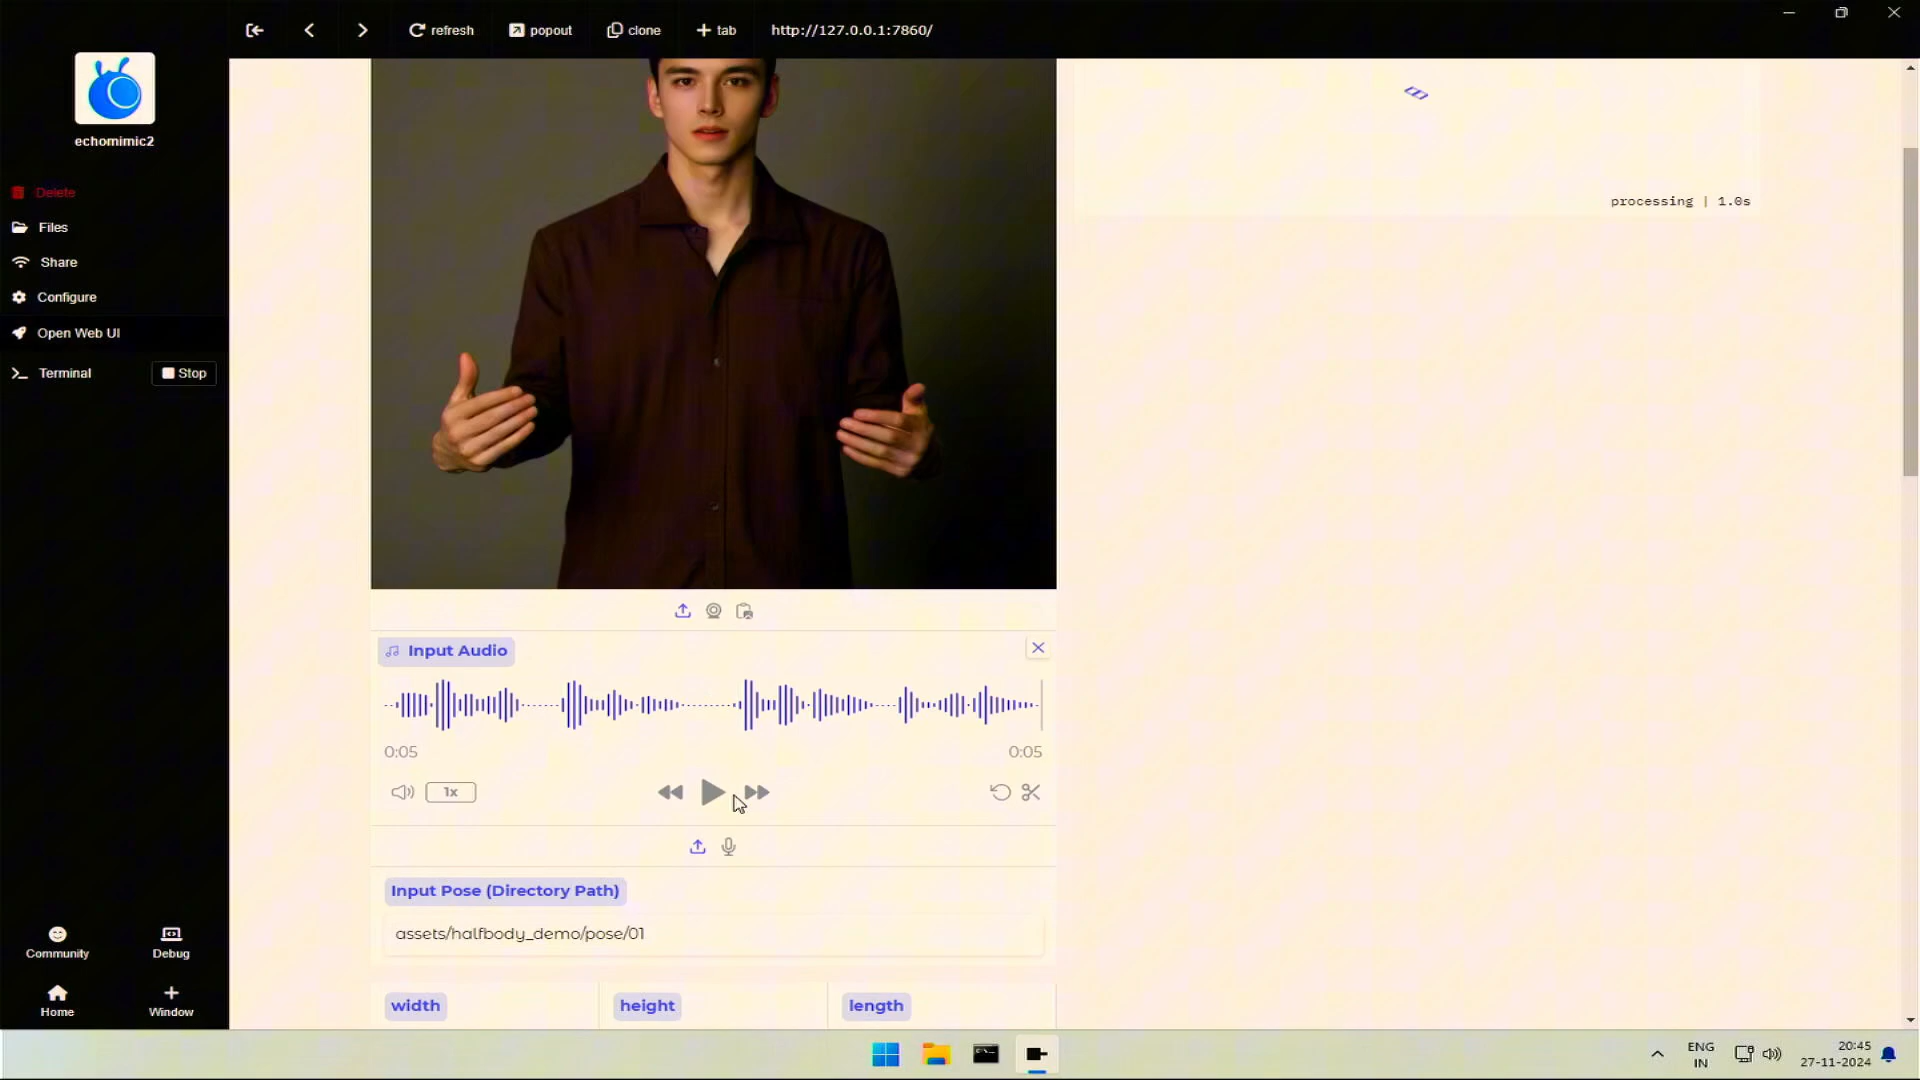 refresh
popout
clone
tab
http://127.0.0.1:7860/
echomimic2
Delete
Files
Share
Configure
Open Web UI
Terminal
Stop
processing | 1.0s
Input Audio
0:05
0:05
1x
Input Pose (Directory Path)
assets/halfbody_demo/pose/01
width
height
length
Community
Debug
Home
Window
ENG
IN
20:45
27-11-2024